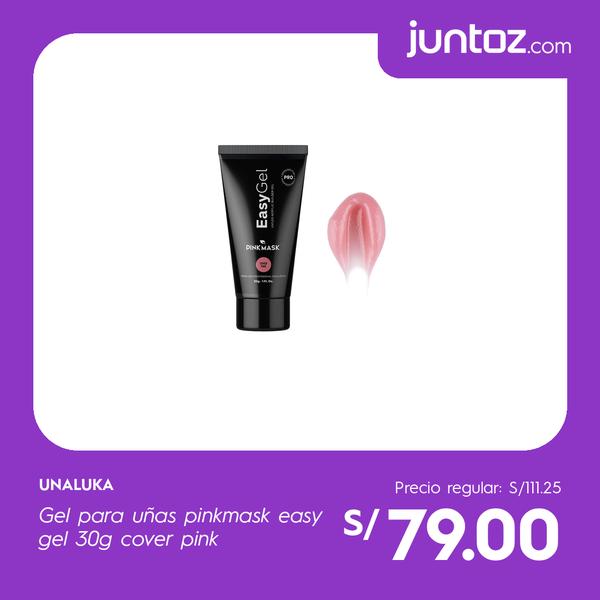 juntoz.com
EasyGel
PRO
PINKMASK
UNALUKA
Gel para uñas pinkmask easy
gel 30g cover pink
Precio regular: S/111.25
S/79.00